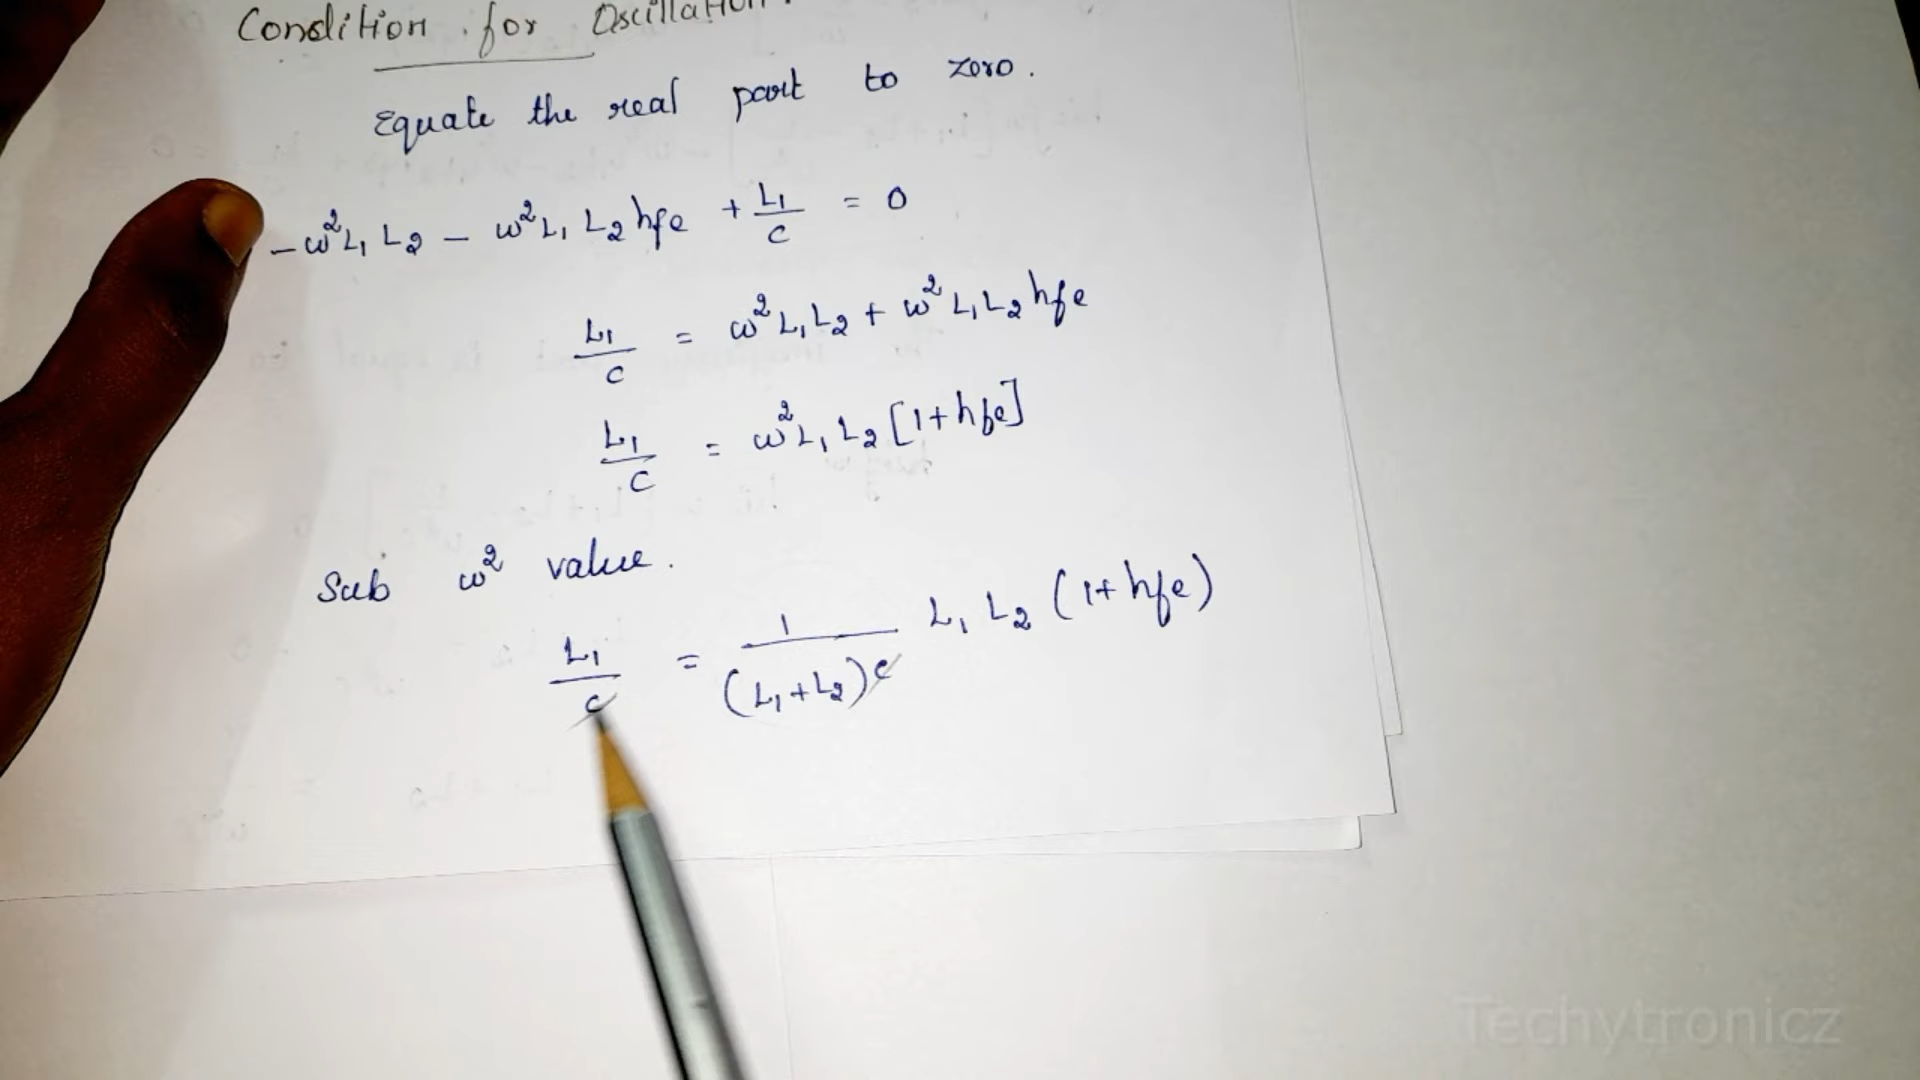 Condition for Oscillation.
Equate the real part to zero.
-ω²L₁L₂ - ω²L₁L₂hfe + L₁/C = 0
L₁/C = ω²L₁L₂ + ω²L₁L₂hfe
L₁/C = ω²L₁L₂[1+hfe]
Sub ω² value.
L₁/C = 1/(L₁+L₂)C L₁L₂(1+hfe)
Techytronicz